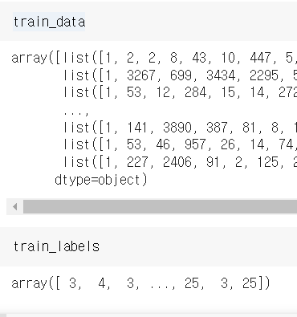 train_data
array([list([1, 2, 2, 8, 43, 10, 447, 5,
list([1, 3267, 699, 3434, 2295, 5
list([1, 53, 12, 284, 15, 14, 272
...,
list([1, 141, 3890, 387, 81, 8, 1
list([1, 53, 46, 957, 26, 14, 74,
list([1, 227, 2406, 91, 2, 125, 2
dtype=object)
train_labels
array([ 3,  4,  3, ..., 25,  3, 25])